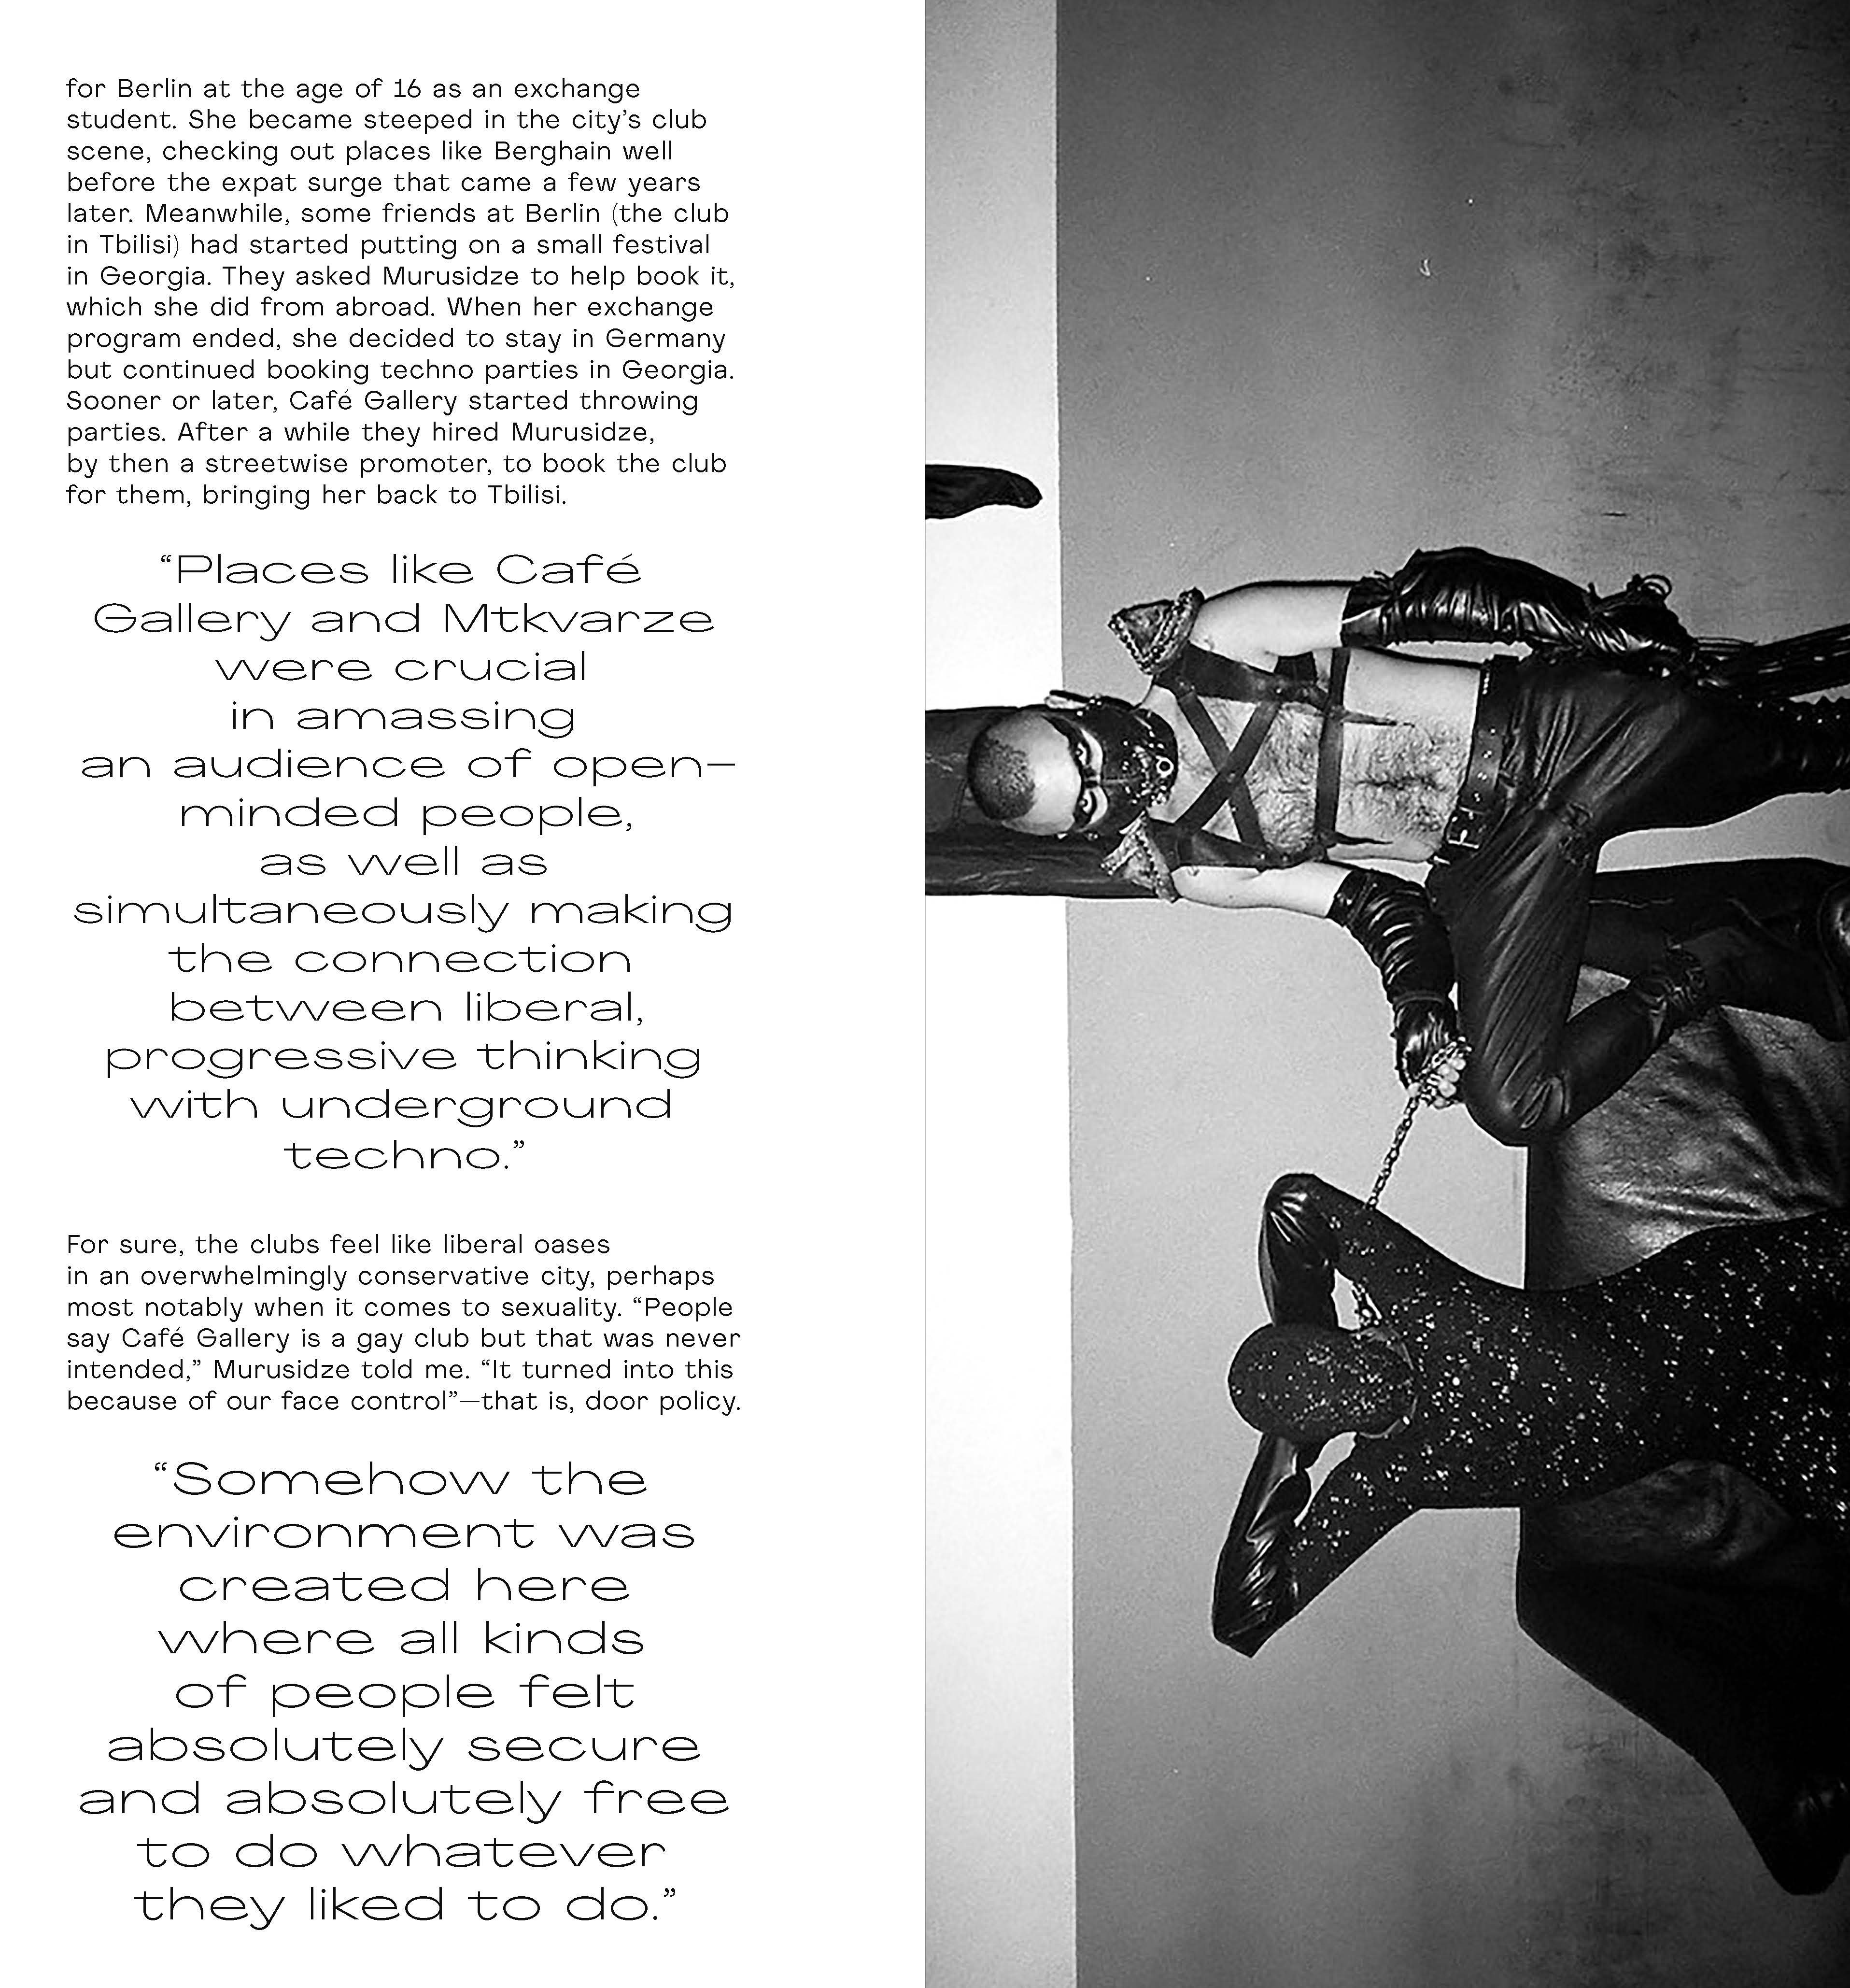 for Berlin at the age of 16 as an exchange
student. She became steeped in the city’s club
scene, checking out places like Berghain well
before the expat surge that came a few years
later. Meanwhile, some friends at Berlin (the club
in Tbilisi) had started putting on a small festival
in Georgia. They asked Murusidze to help book it,
which she did from abroad. When her exchange
program ended, she decided to stay in Germany
but continued booking techno parties in Georgia.
Sooner or later, Café Gallery started throwing
parties. After a while they hired Murusidze,
by then a streetwise promoter, to book the club
for them, bringing her back to Tbilisi.
“Places like Café
Gallery and Mtkvarze
were crucial
in amassing
an audience of open–
minded people,
as well as
simultaneously making
the connection
between liberal,
progressive thinking
with underground
techno.”
For sure, the clubs feel like liberal oases
in an overwhelmingly conservative city, perhaps
most notably when it comes to sexuality. “People
say Café Gallery is a gay club but that was never
intended,” Murusidze told me. “It turned into this
because of our face control”—that is, door policy.
“Somehow the
environment was
created here
where all kinds
of people felt
absolutely secure
and absolutely free
to do whatever
they liked to do.”